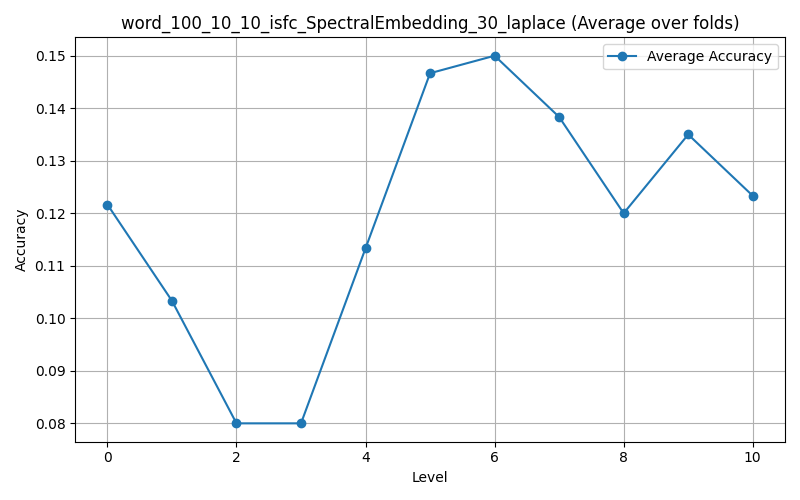 word_100_10_10_isfc_SpectralEmbedding_30_laplace (Average over folds)
Average Accuracy
0.15
0.14
0.13
0.12
0.11
0.10
0.09
0.08
Accuracy
0 2 4 6 8 10
Level